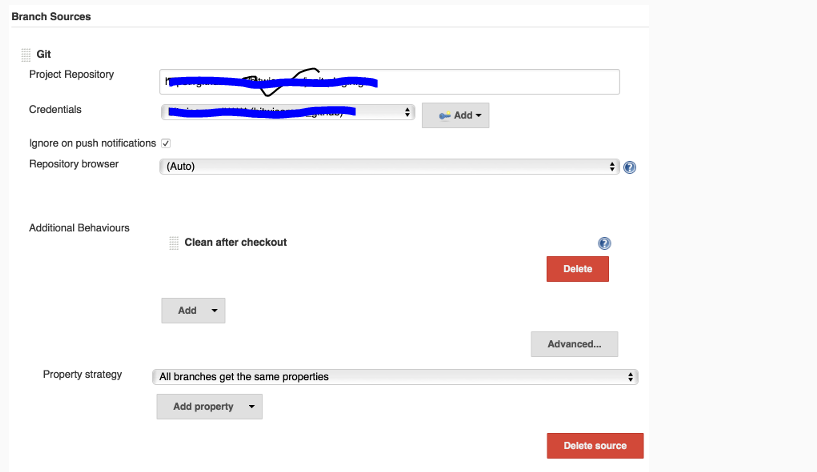 Branch Sources
Git
Project Repository
Credentials
Add
Ignore on push notifications
Repository browser
(Auto)
Additional Behaviours
Clean after checkout
Delete
Add
Advanced...
Property strategy
All branches get the same properties
Add property
Delete source